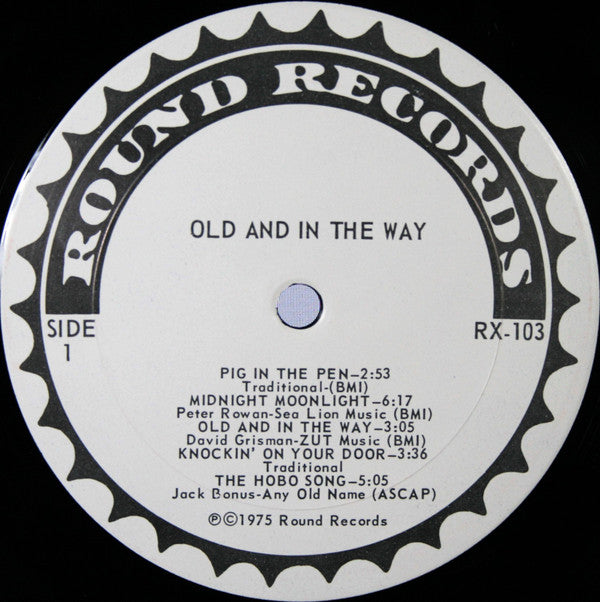 ROUND RECORDS
OLD AND IN THE WAY
SIDE
1
RX-103
PIG IN THE PEN-2:53
Traditional-(BMI)
MIDNIGHT MOONLIGHT-6:17
Peter Rowan-Sea Lion Music (BMI)
OLD AND IN THE WAY-3:05
David Grisman-ZUT Music (BMI)
KNOCKIN' ON YOUR DOOR-3:36
Traditional
THE HOBO SONG-5:05
Jack Bonus-Any Old Name (ASCAP)
℗©1975 Round Records